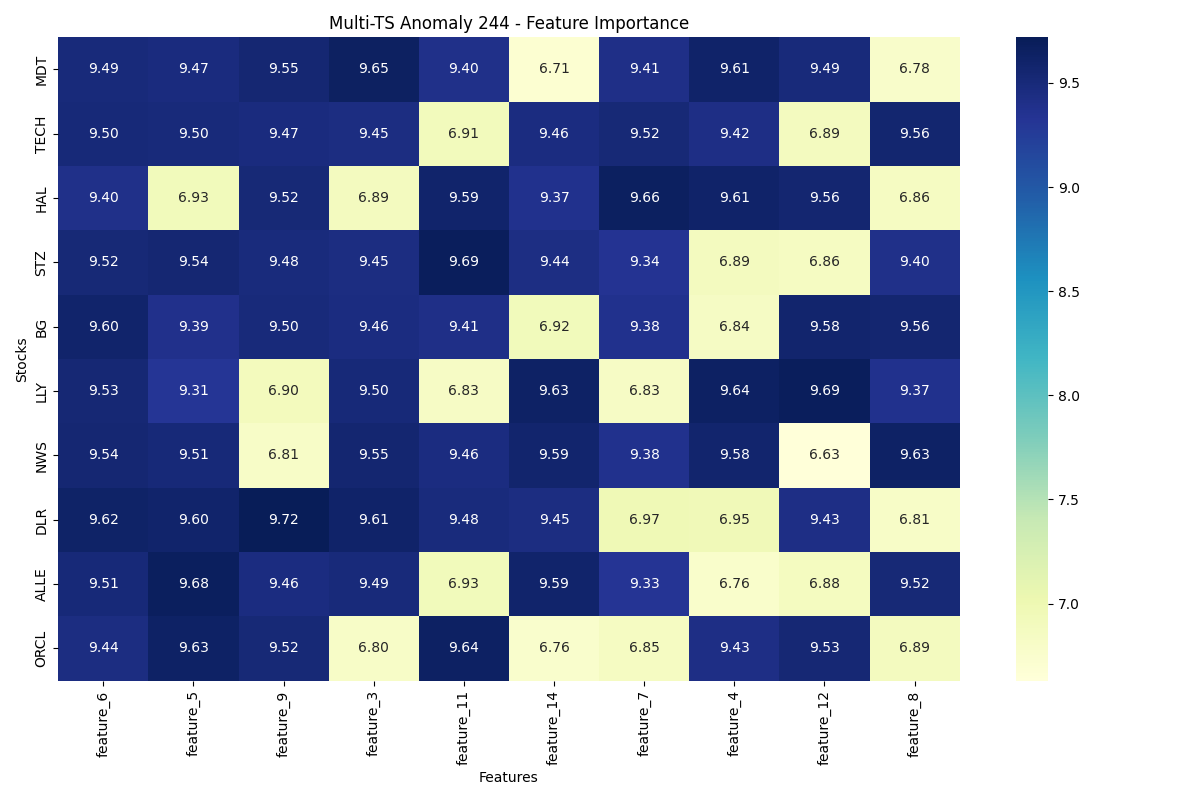 Multi-TS Anomaly 244 - Feature Importance
Stocks
MDT 9.49 9.47 9.55 9.65 9.40 6.71 9.41 9.61 9.49 6.78
TECH 9.50 9.50 9.47 9.45 6.91 9.46 9.52 9.42 6.89 9.56
HAL 9.40 6.93 9.52 6.89 9.59 9.37 9.66 9.61 9.56 6.86
STZ 9.52 9.54 9.48 9.45 9.69 9.44 9.34 6.89 6.86 9.40
BG 9.60 9.39 9.50 9.46 9.41 6.92 9.38 6.84 9.58 9.56
LLY 9.53 9.31 6.90 9.50 6.83 9.63 6.83 9.64 9.69 9.37
NWS 9.54 9.51 6.81 9.55 9.46 9.59 9.38 9.58 6.63 9.63
DLR 9.62 9.60 9.72 9.61 9.48 9.45 6.97 6.95 9.43 6.81
ALLE 9.51 9.68 9.46 9.49 6.93 9.59 9.33 6.76 6.88 9.52
ORCL 9.44 9.63 9.52 6.80 9.64 6.76 6.85 9.43 9.53 6.89
feature_6 feature_5 feature_9 feature_3 feature_11 feature_14 feature_7 feature_4 feature_12 feature_8
Features
9.5
9.0
8.5
8.0
7.5
7.0